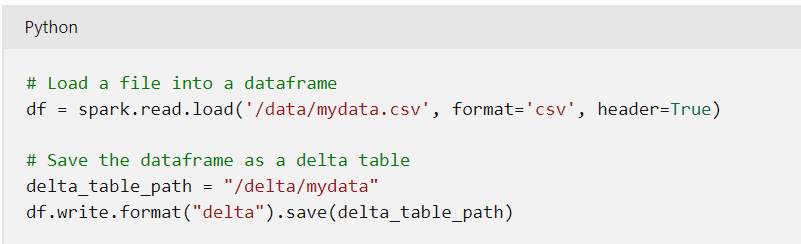 Python
# Load a file into a dataframe
df = spark.read.load('/data/mydata.csv', format='csv', header=True)
# Save the dataframe as a delta table
delta_table_path = "/delta/mydata"
df.write.format("delta").save(delta_table_path)